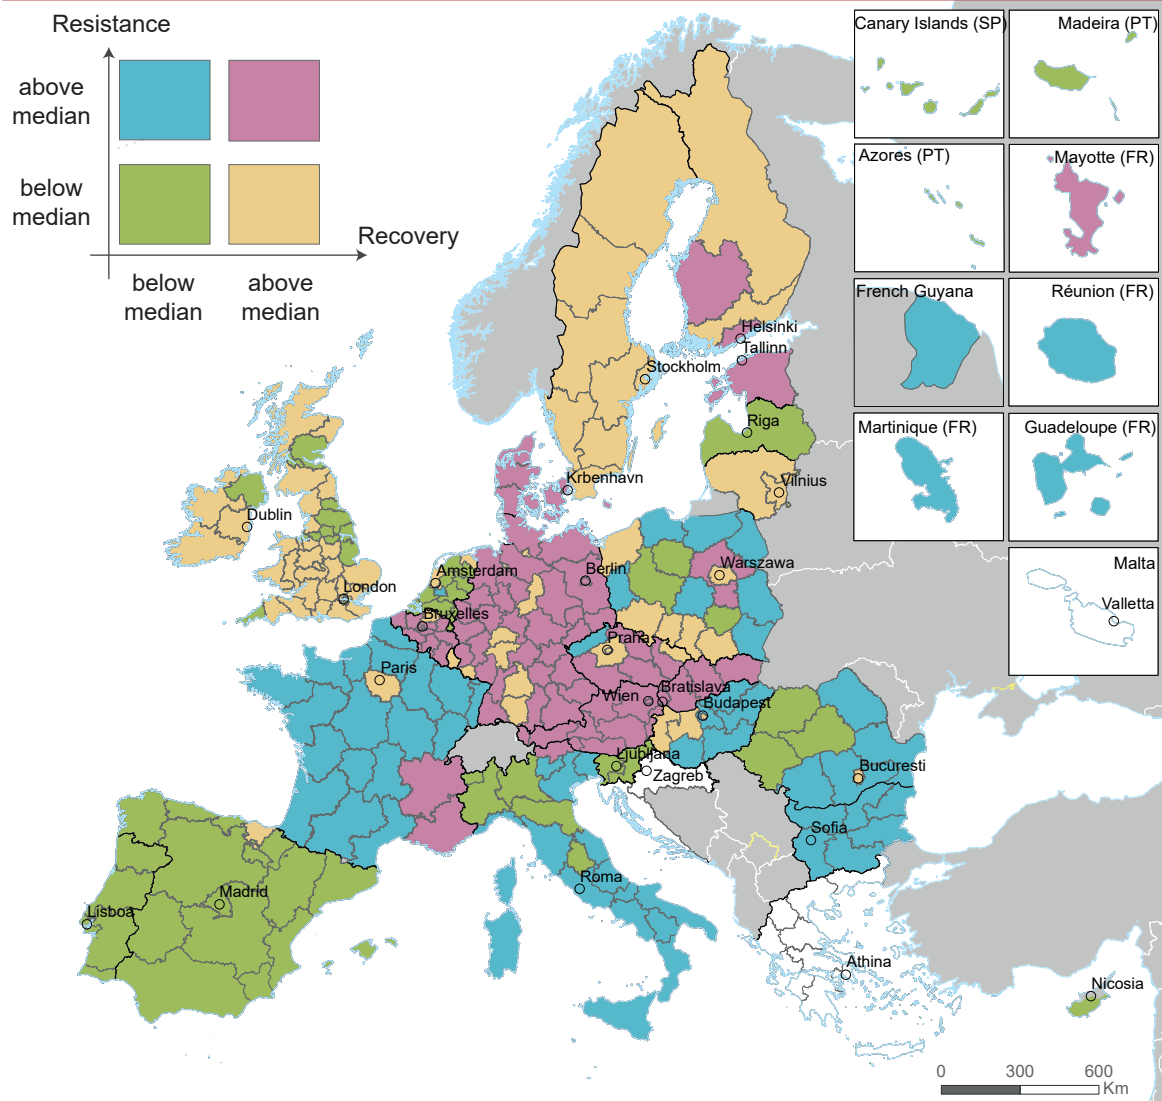 Resistance
above
median
below
median
Recovery
below
median
above
median
Canary Islands (SP)
Madeira (PT)
Azores (PT)
Mayotte (FR)
French Guyana
Réunion (FR)
Martinique (FR)
Guadeloupe (FR)
Malta
Valletta
Helsinki
Tallinn
Stockholm
Riga
Krbenhavn
Vilnius
Dublin
Amsterdam
Berlin
Warszawa
London
Bruxelles
Praha
Paris
Wien
Bratislava
Budapest
Ljubljana
Zagreb
Bucuresti
Sofia
Roma
Madrid
Lisboa
Athina
Nicosia
0 300 600
Km